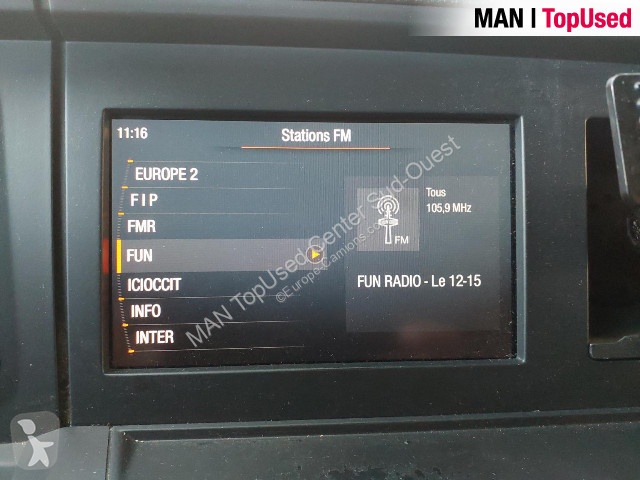 MAN | TopUsed
11:16
Stations FM
EUROPE 2
FIP
FMR
FUN
ICIOCCIT
INFO
INTER
Tous
105,9 MHz
FM
FUN RADIO - Le 12-15
MAN TopUsed Center Sud-Ouest
©Europe-Camions.com